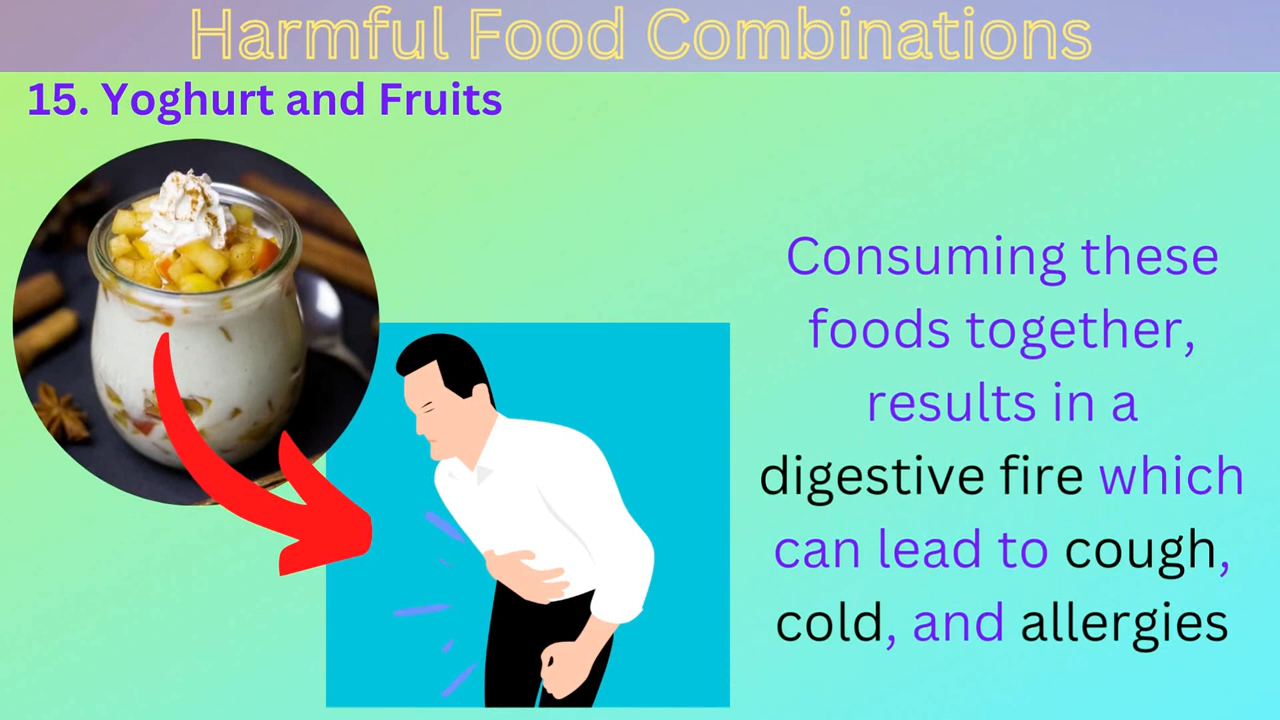 Harmful Food Combinations
15. Yoghurt and Fruits
Consuming these
foods together,
results in a
digestive fire which
can lead to cough,
cold, and allergies